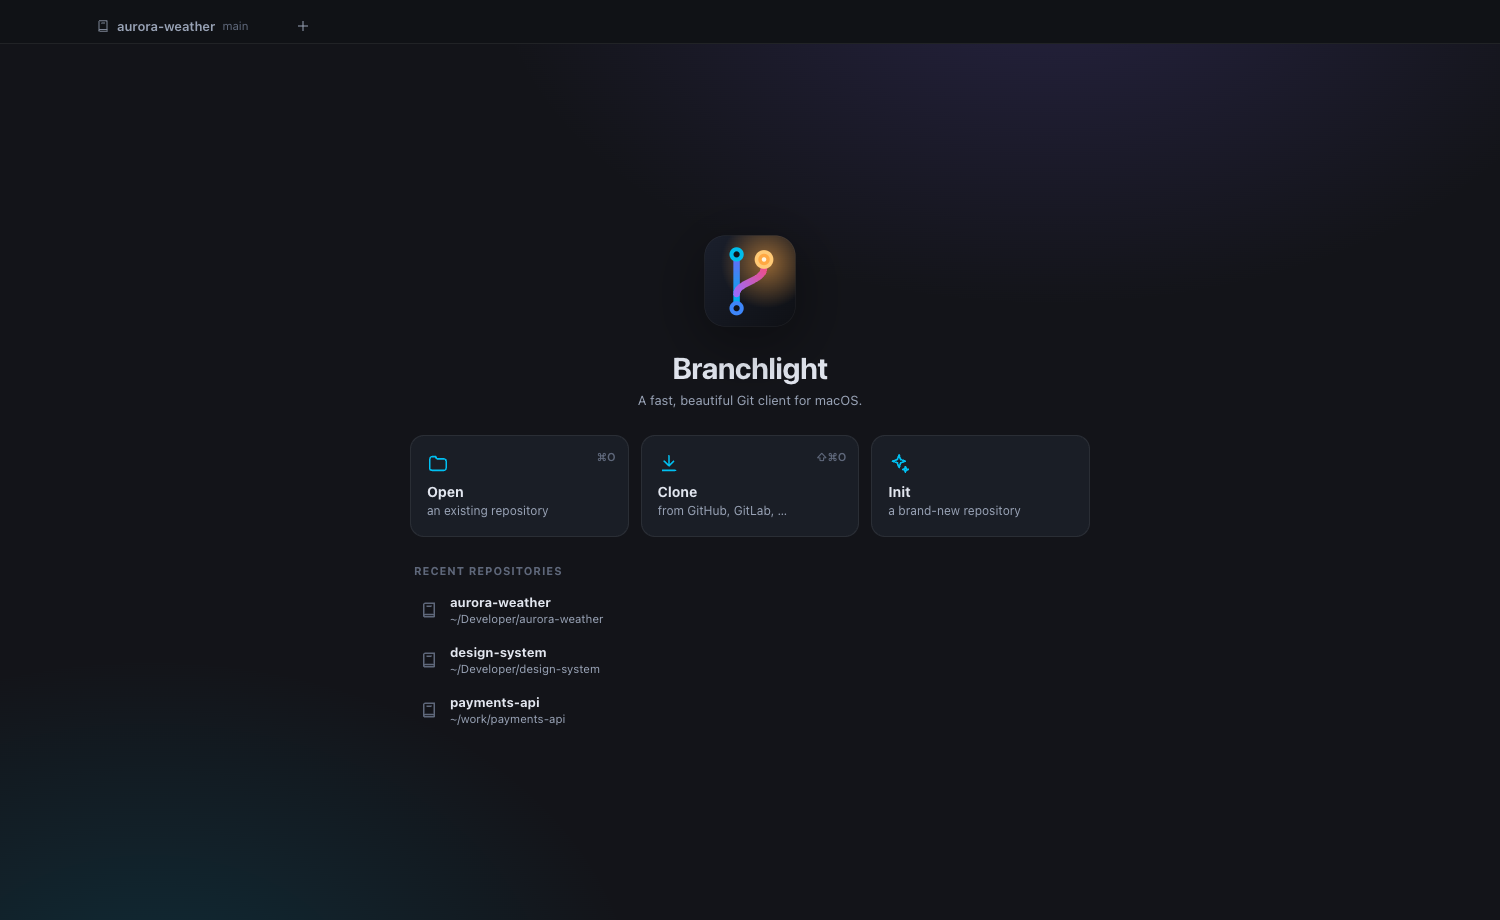 aurora-weather main
Branchlight
A fast, beautiful Git client for macOS.
⌘O
Open
an existing repository
⇧⌘O
Clone
from GitHub, GitLab, ...
Init
a brand-new repository
RECENT REPOSITORIES
aurora-weather
~/Developer/aurora-weather
design-system
~/Developer/design-system
payments-api
~/work/payments-api